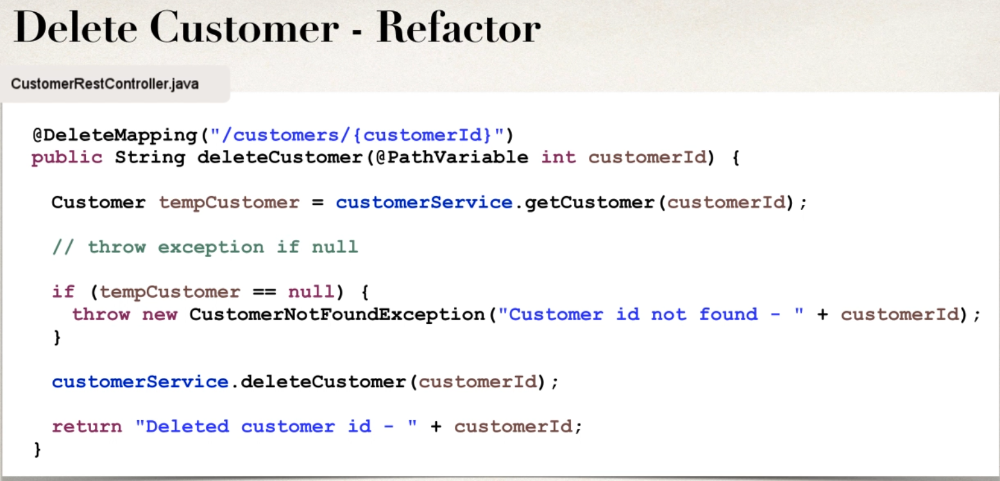 Delete Customer - Refactor
CustomerRestController.java
@DeleteMapping("/customers/{customerId}")
public String deleteCustomer(@PathVariable int customerId) {
Customer tempCustomer = customerService.getCustomer(customerId);
// throw exception if null
if (tempCustomer == null) {
throw new CustomerNotFoundException("Customer id not found - " + customerId);
}
customerService.deleteCustomer(customerId);
return "Deleted customer id - " + customerId;
}